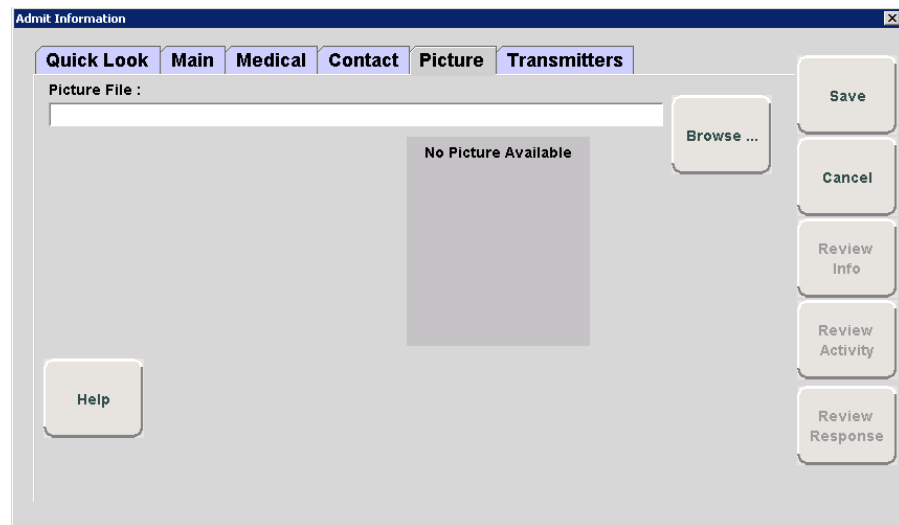 Admit Information
Quick Look Main Medical Contact Picture Transmitters
Picture File :
Browse ...
No Picture Available
Help
Save
Cancel
Review
Info
Review
Activity
Review
Response